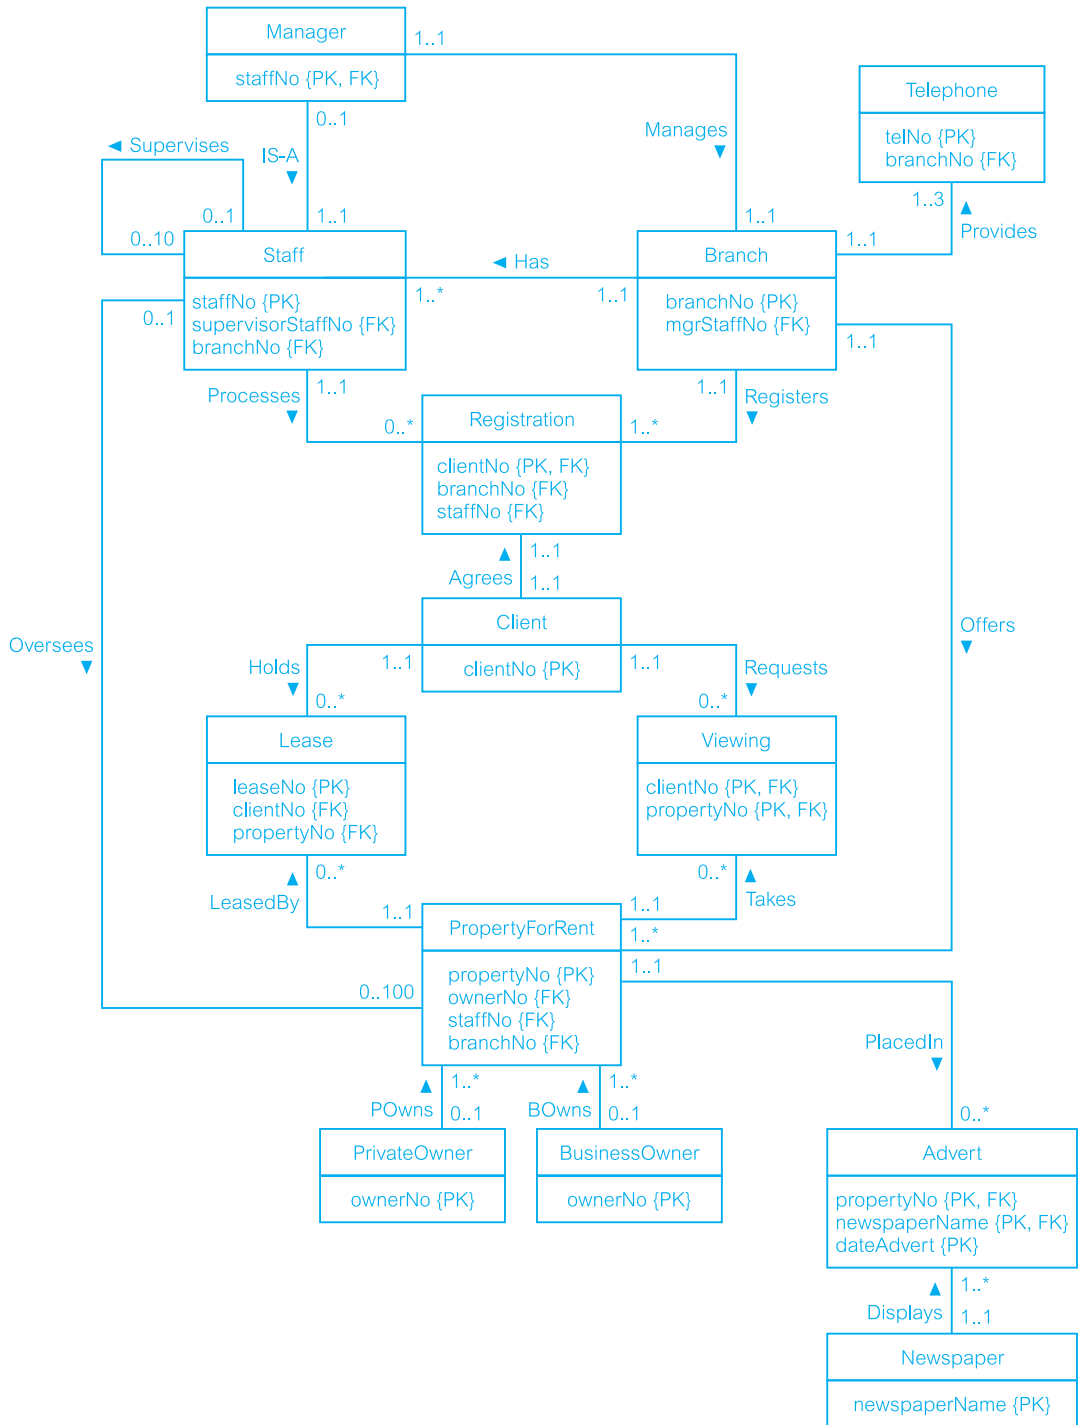 Manager
1..1
staffNo {PK, FK}
Telephone
telNo {PK}
branchNo {FK}
0..1
Manages
◄ Supervises
IS-A
1..3
Provides
0..1
1..1
1..1
0..10
1..1
Staff
◄ Has
Branch
1..*
1..1
staffNo {PK}
supervisorStaffNo {FK}
branchNo {FK}
branchNo {PK}
mgrStaffNo {FK}
0..1
1..1
Processes
1..1
1..1
Registers
0..*
Registration
1..*
clientNo {PK, FK}
branchNo {FK}
staffNo {FK}
1..1
Agrees
1..1
Client
Oversees
Offers
Holds
1..1
clientNo {PK}
1..1
Requests
0..*
0..*
Lease
Viewing
leaseNo {PK}
clientNo {FK}
propertyNo {FK}
clientNo {PK, FK}
propertyNo {PK, FK}
0..*
0..*
LeasedBy
Takes
1..1
1..1
PropertyForRent
1..*
1..1
propertyNo {PK}
ownerNo {FK}
staffNo {FK}
branchNo {FK}
0..100
PlacedIn
1..*
1..*
POwns
BOwns
0..1
0..1
0..*
PrivateOwner
BusinessOwner
Advert
ownerNo {PK}
ownerNo {PK}
propertyNo {PK, FK}
newspaperName {PK, FK}
dateAdvert {PK}
1..*
Displays
1..1
Newspaper
newspaperName {PK}